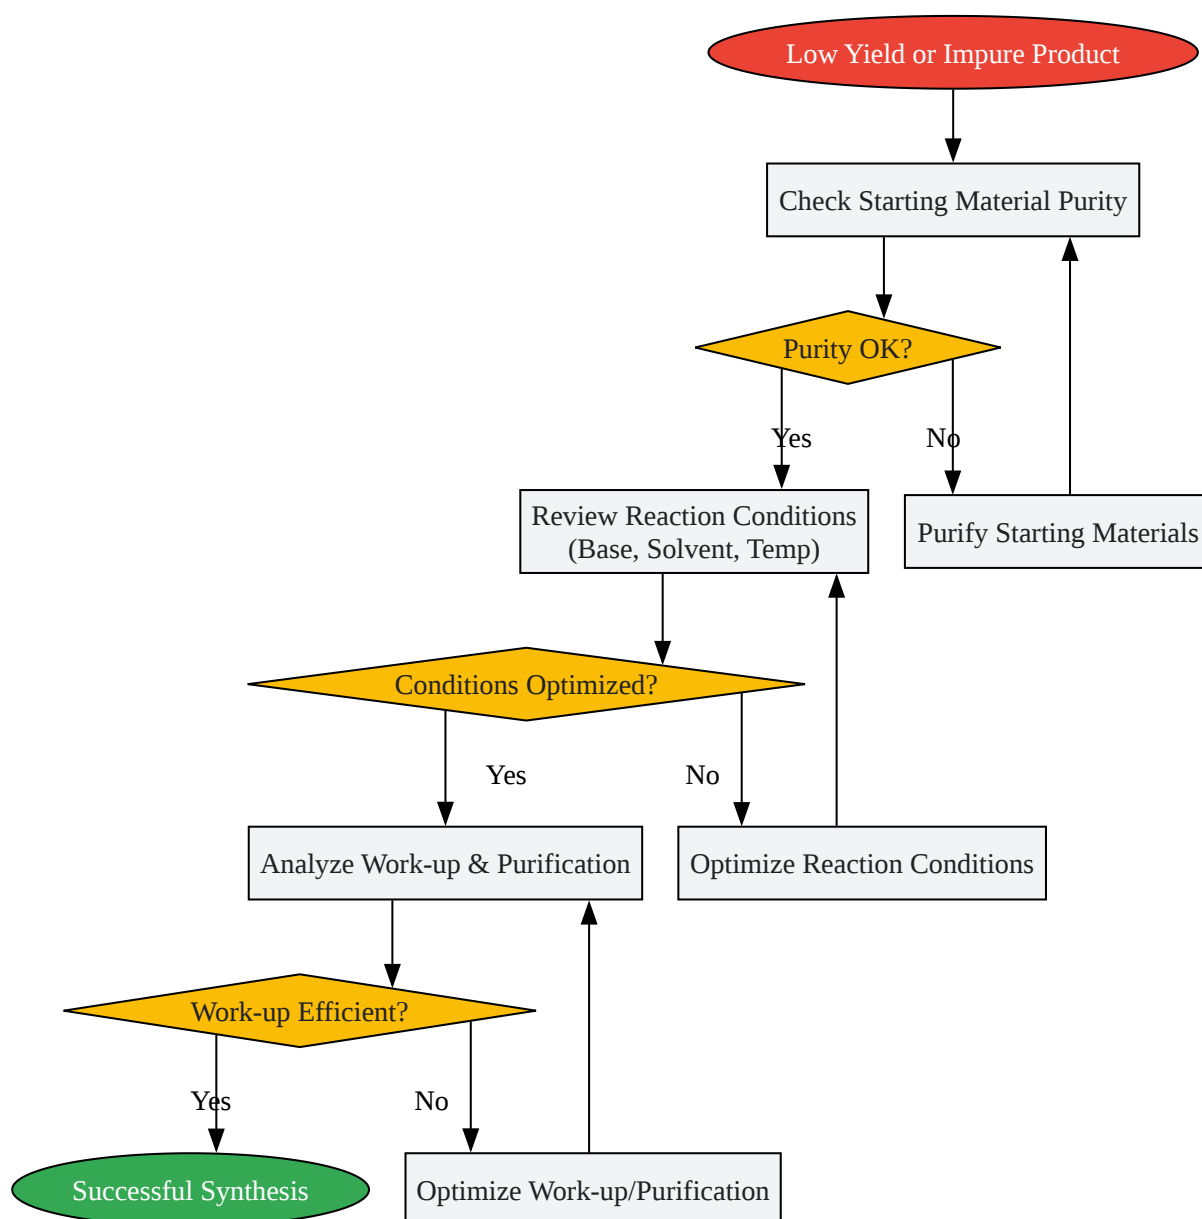 Low Yield or Impure Product
Check Starting Material Purity
Purity OK?
Yes
No
Review Reaction Conditions
(Base, Solvent, Temp)
Purify Starting Materials
Conditions Optimized?
Yes
No
Analyze Work-up & Purification
Optimize Reaction Conditions
Work-up Efficient?
Yes
No
Successful Synthesis
Optimize Work-up/Purification